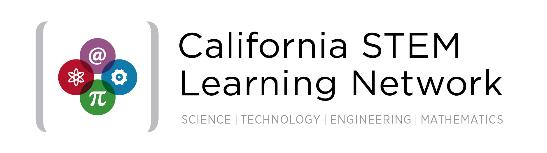 @
π
California STEM
Learning Network
SCIENCE | TECHNOLOGY | ENGINEERING | MATHEMATICS